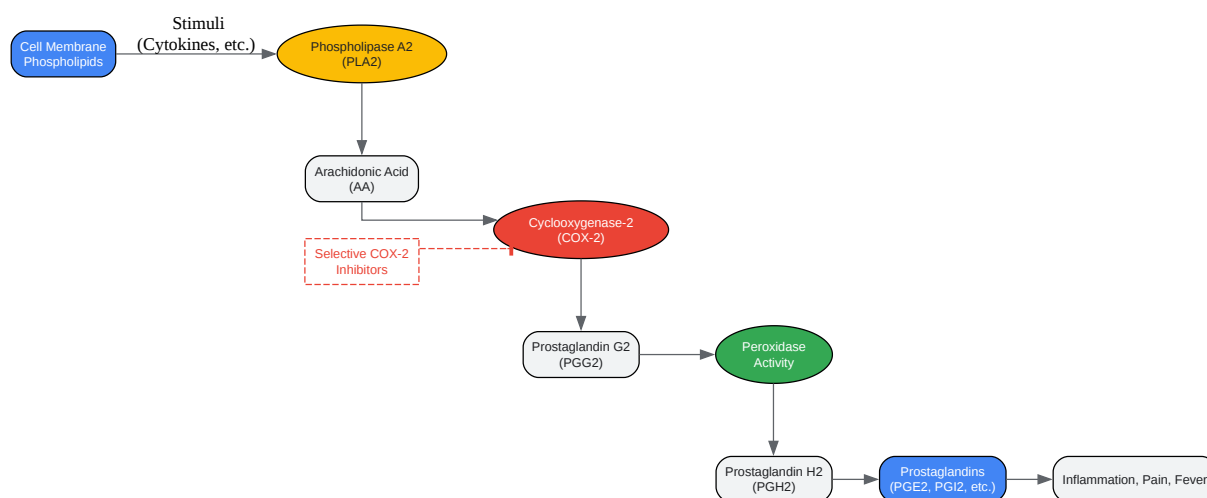 Cell Membrane
Phospholipids
Stimuli
(Cytokines, etc.)
Phospholipase A2
(PLA2)
Arachidonic Acid
(AA)
Cyclooxygenase-2
(COX-2)
Selective COX-2
Inhibitors
Prostaglandin G2
(PGG2)
Peroxidase
Activity
Prostaglandin H2
(PGH2)
Prostaglandins
(PGE2, PGI2, etc.)
Inflammation, Pain, Fever